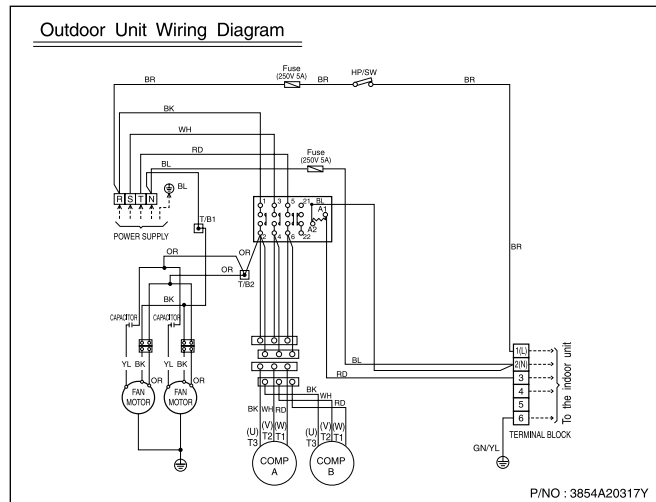 Outdoor Unit Wiring Diagram
Fuse
(250V 5A)
HP/SW
BR
BR
BR
BK
WH
RD
BL
Fuse
(250V 5A)
BL
R S T N
POWER SUPPLY
T/B1
1 3 5 21 BL
A1
A2
2 4 6 22
OR
OR
OR
T/B2
BK
BR
CAPACITOR
CAPACITOR
YL BK
OR
YL BK
OR
FAN
MOTOR
FAN
MOTOR
BL
RD
1(L)
2(N)
3
4
5
6
To the indoor unit
TERMINAL BLOCK
GN/YL
BK
WH
RD
BK WH RD
(U) (V) (W)
T3 T2 T1
(U) (V) (W)
T3 T2 T1
COMP
A
COMP
B
P/NO : 3854A20317Y